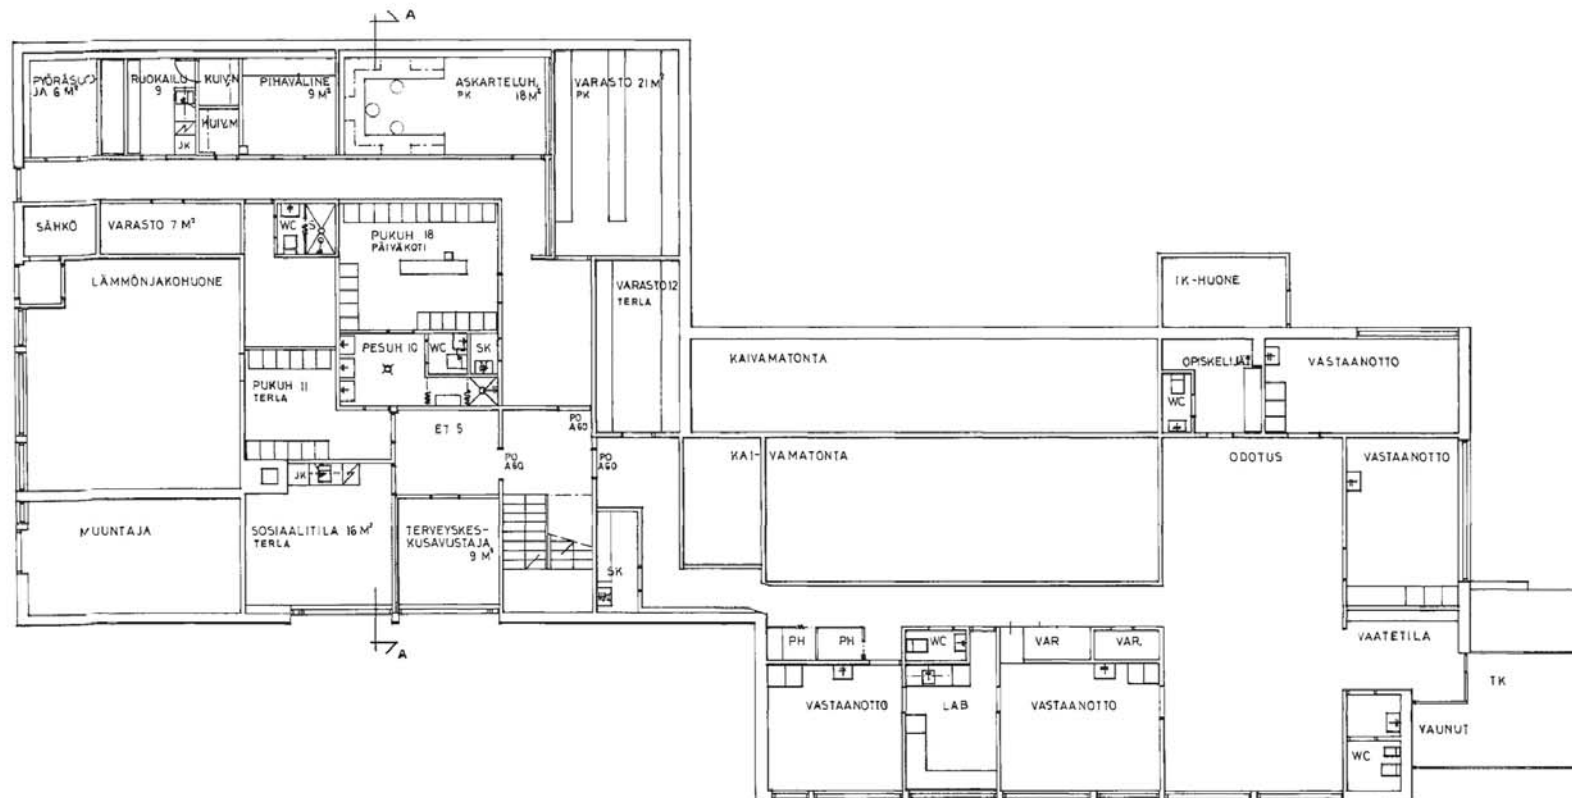 A
PYÖRÄSUO
JA 6 M²
RUOKAILU
9
KUIV.N
KUIV.M
JK
PIHAVÄLINE
9 M²
ASKARTELUH.
PK 18 M²
VARASTO 21 M²
PK
SÄHKÖ
VARASTO 7 M²
WC
S
PUKUH 18
PÄIVÄKOTI
LÄMMÖNJAKOHUONE
VARASTO 12
TERLA
TK-HUONE
PESUH 10
WC
SK
KAIVAMATONTA
OPISKELIJAT
VASTAANOTTO
WC
PUKUH 11
TERLA
ET 5
PO
A60
PO
A60
PO
A60
KAI-
VAMATONTA
ODOTUS
VASTAANOTTO
JK
MUUNTAJA
SOSIAALITILA 16 M²
TERLA
TERVEYSKES-
KUSAVUSTAJA
9 M²
SK
A
PH
PH
WC
VAR
VAR.
VAATETILA
VASTAANOTTO
LAB
VASTAANOTTO
TK
VAUNUT
WC